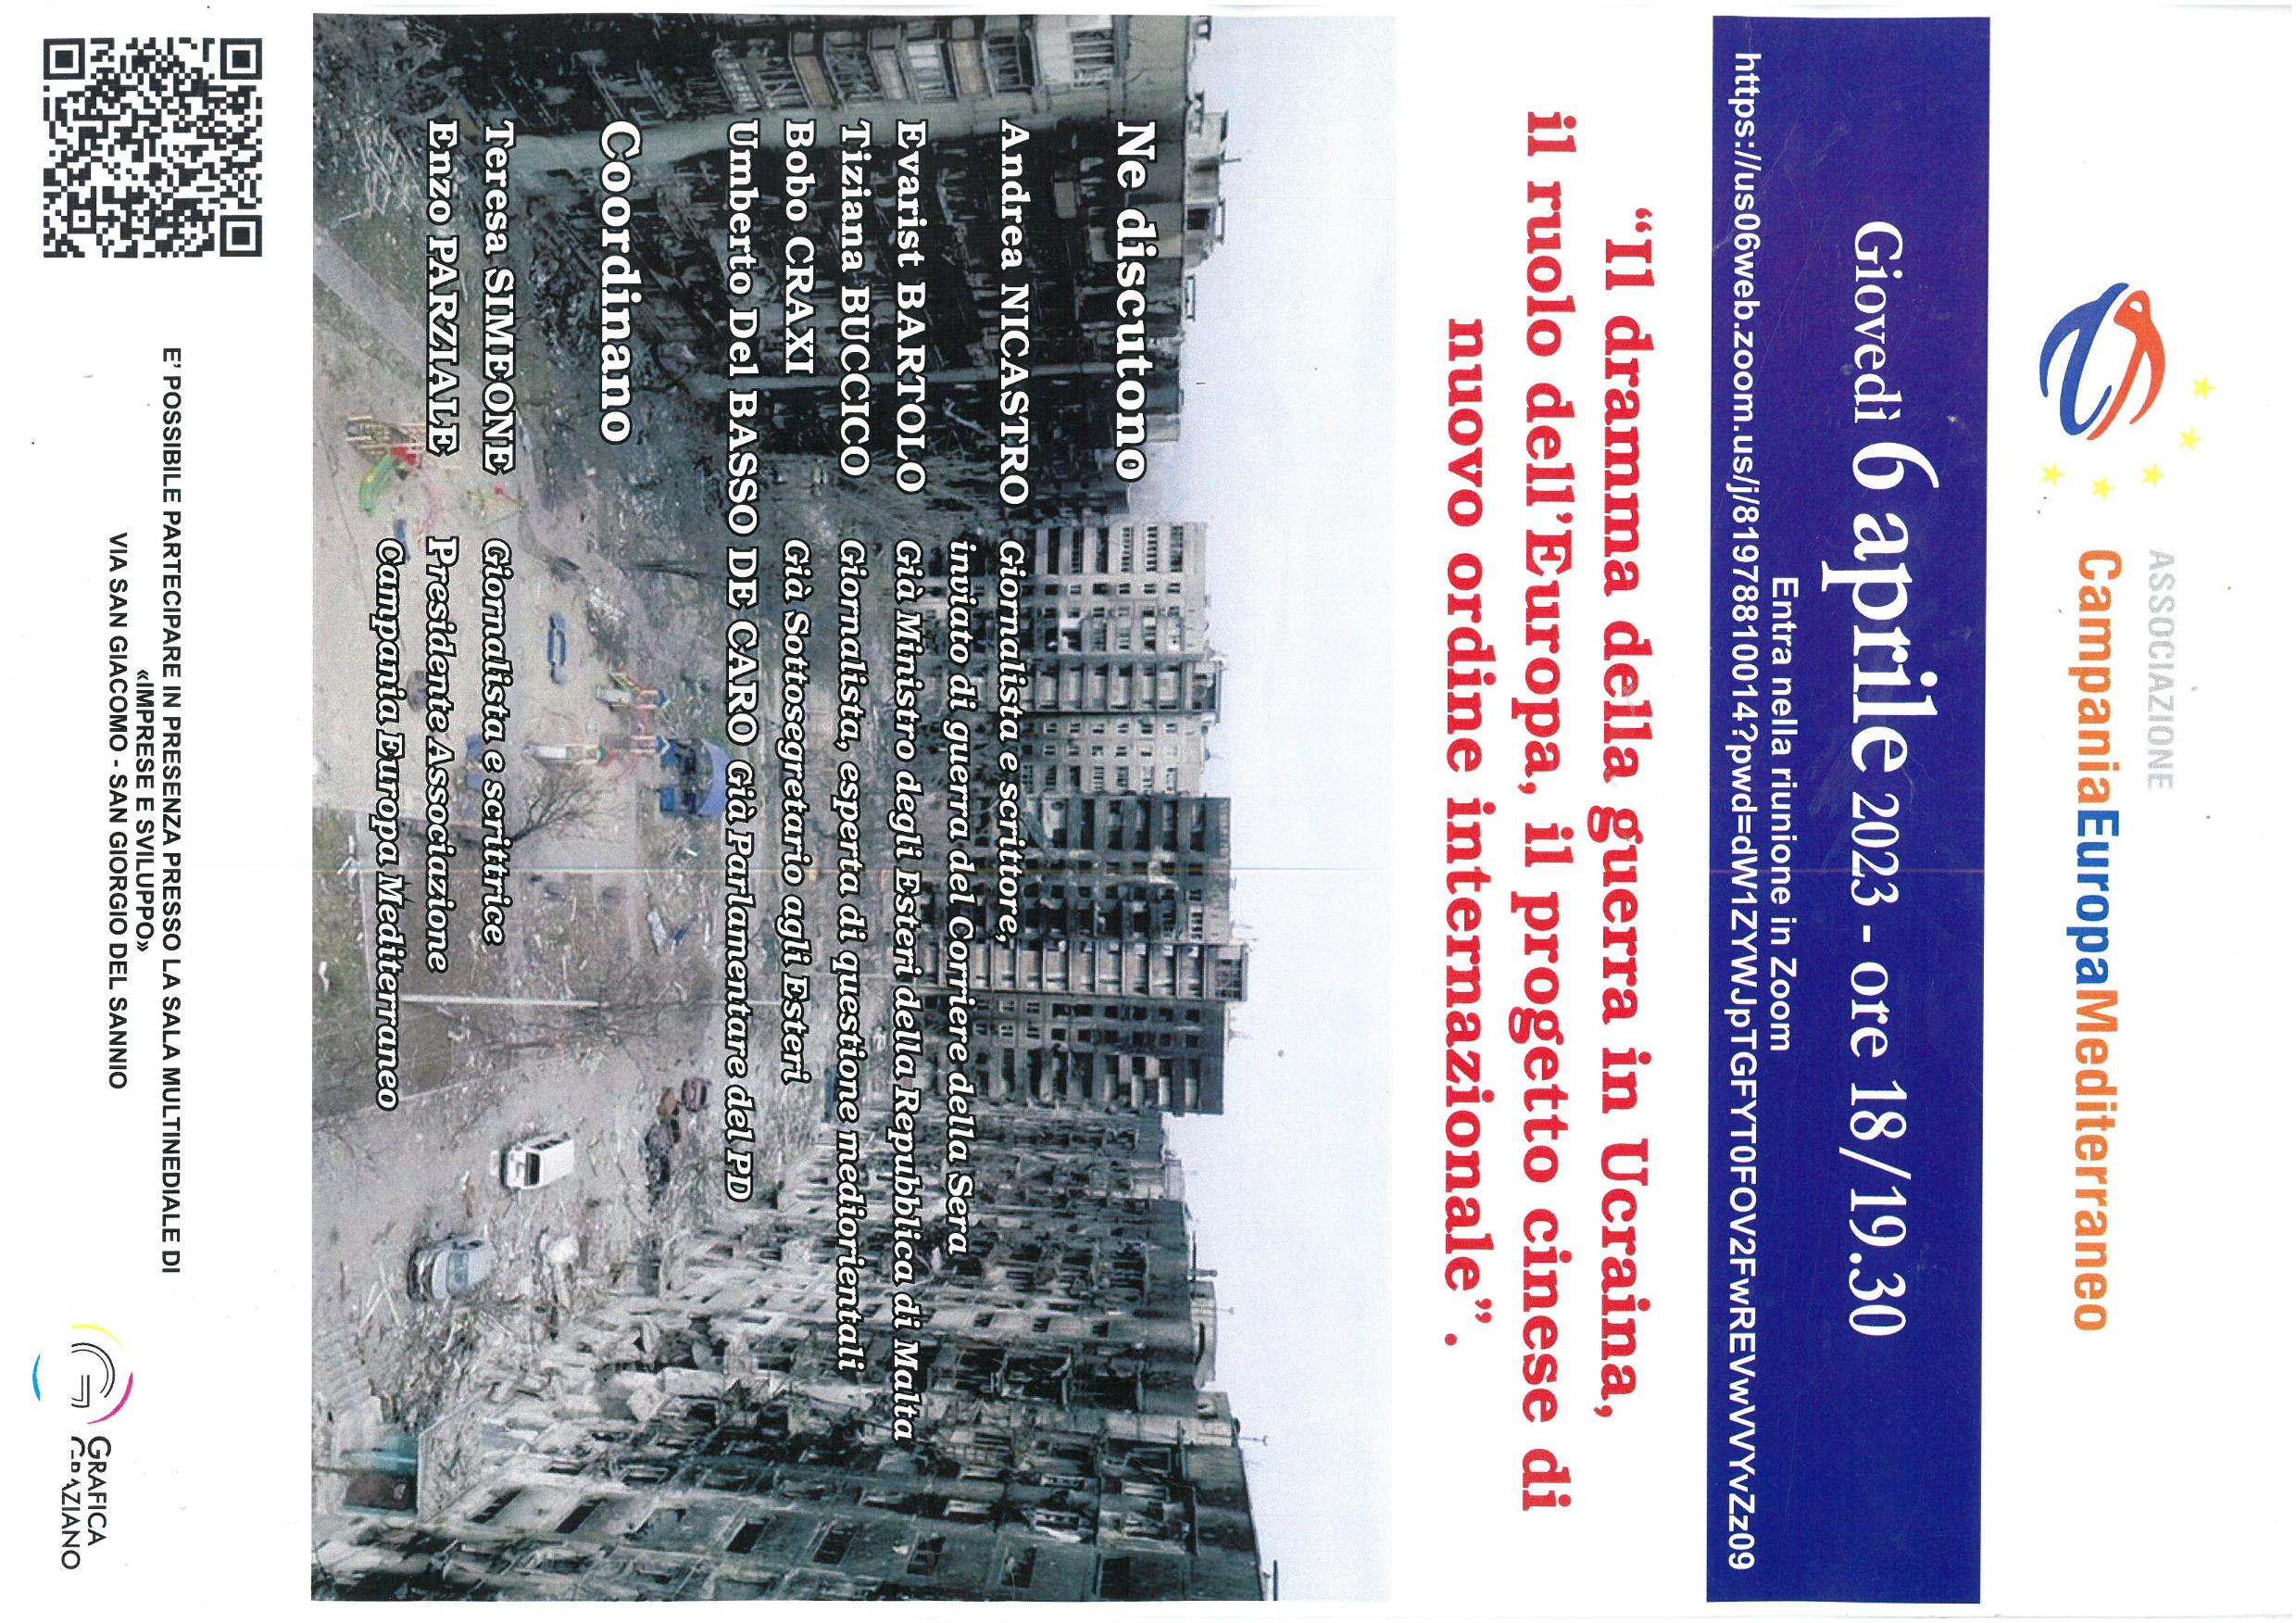 ASSOCIAZIONE
CampaniaEuropaMediterraneo
Giovedì 6 aprile 2023 - ore 18/19.30
Entra nella riunione in Zoom
https://us06web.zoom.us/j/81978810014?pwd=dW1ZYWJpTGFYT0FOV2FwREVwVVYvZz09
“Il dramma della guerra in Ucraina,
il ruolo dell’Europa, il progetto cinese di
nuovo ordine internazionale”.
Ne discutono
Andrea NICASTRO Giornalista e scrittore,
inviato di guerra del Corriere della Sera
Evarist BARTOLO Già Ministro degli Esteri della Repubblica di Malta
Tiziana BUCCICO Giornalista, esperta di questione mediorientali
Bobo CRAXI Già Sottosegretario agli Esteri
Umberto Del BASSO DE CARO Già Parlamentare del PD
Coordinano
Teresa SIMEONE Giornalista e scrittrice
Enzo PARZIALE Presidente Associazione
Campania Europa Mediterraneo
E’ POSSIBILE PARTECIPARE IN PRESENZA PRESSO LA SALA MULTINEDIALE DI
«IMPRESE E SVILUPPO»
VIA SAN GIACOMO - SAN GIORGIO DEL SANNIO
GRAFICA
GRAZIANO